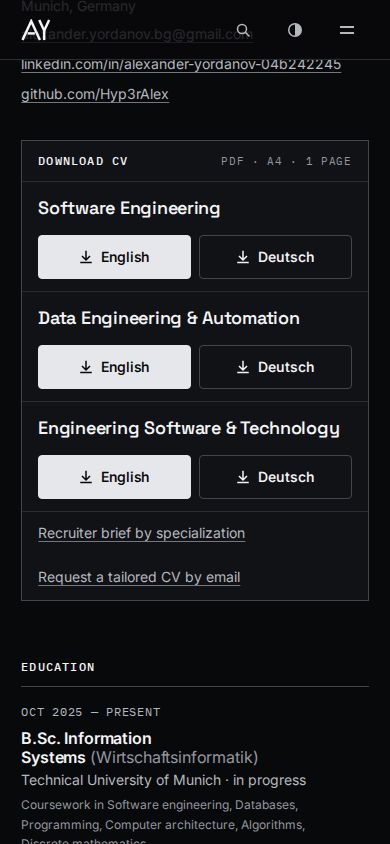 Munich, Germany
AY
ander.yordanov.bg@gmail.com
linkedin.com/in/alexander-yordanov-04b242245
github.com/Hyp3rAlex
DOWNLOAD CV
PDF · A4 · 1 PAGE
Software Engineering
English
Deutsch
Data Engineering & Automation
English
Deutsch
Engineering Software & Technology
English
Deutsch
Recruiter brief by specialization
Request a tailored CV by email
EDUCATION
OCT 2025 — PRESENT
B.Sc. Information
Systems (Wirtschaftsinformatik)
Technical University of Munich · in progress
Coursework in Software engineering, Databases,
Programming, Computer architecture, Algorithms,
Discrete mathematics